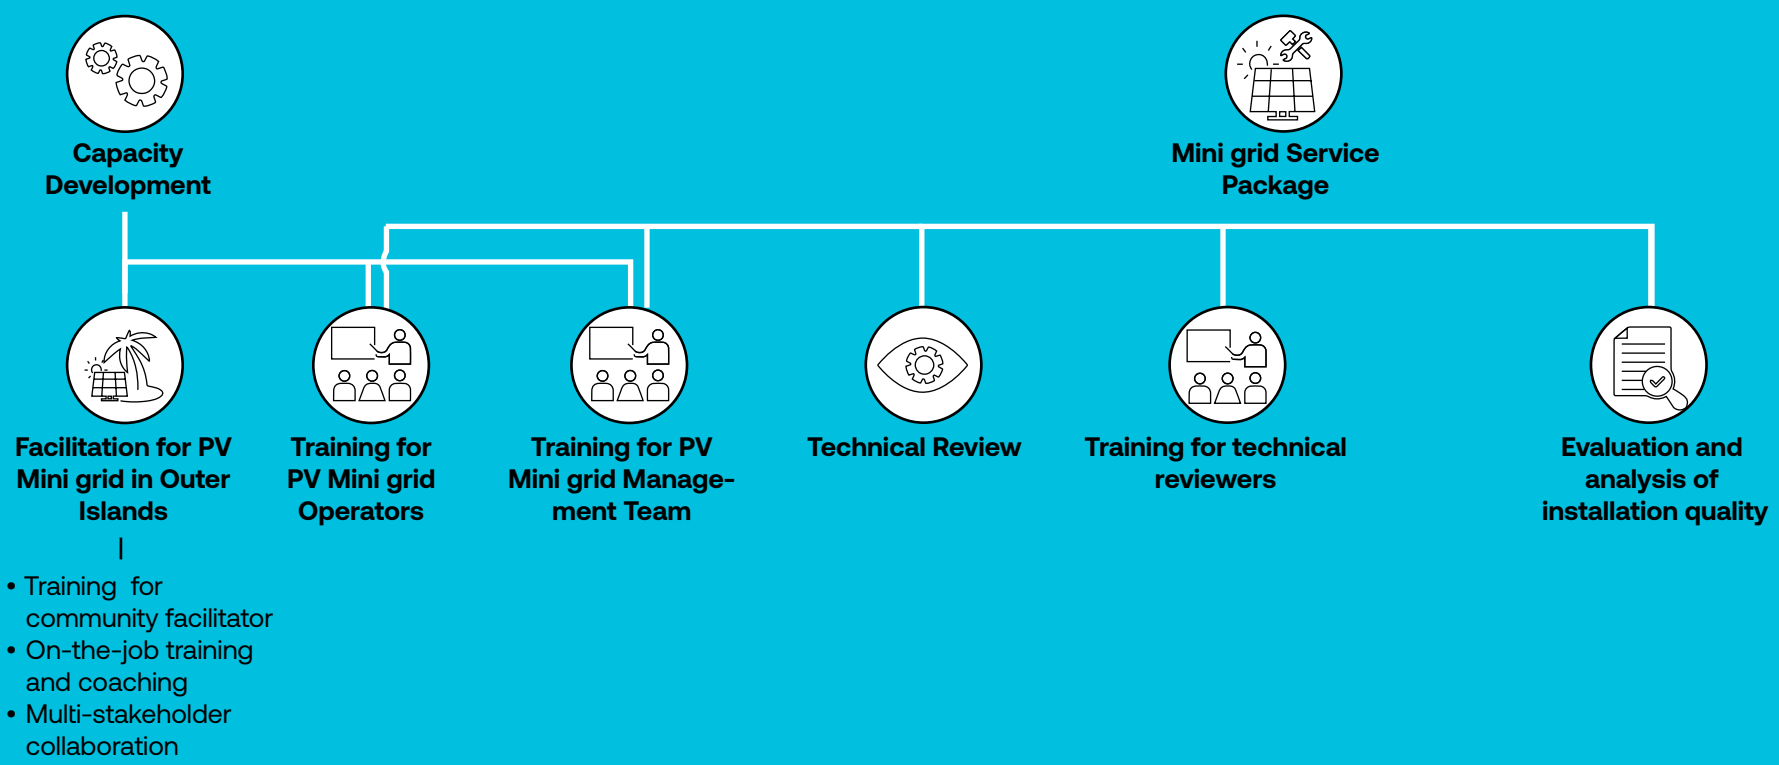 Capacity
Development
Mini grid Service
Package
Facilitation for PV
Mini grid in Outer
Islands
• Training for
community facilitator
• On-the-job training
and coaching
• Multi-stakeholder
collaboration
Training for
PV Mini grid
Operators
Training for PV
Mini grid Manage-
ment Team
Technical Review
Training for technical
reviewers
Evaluation and
analysis of
installation quality